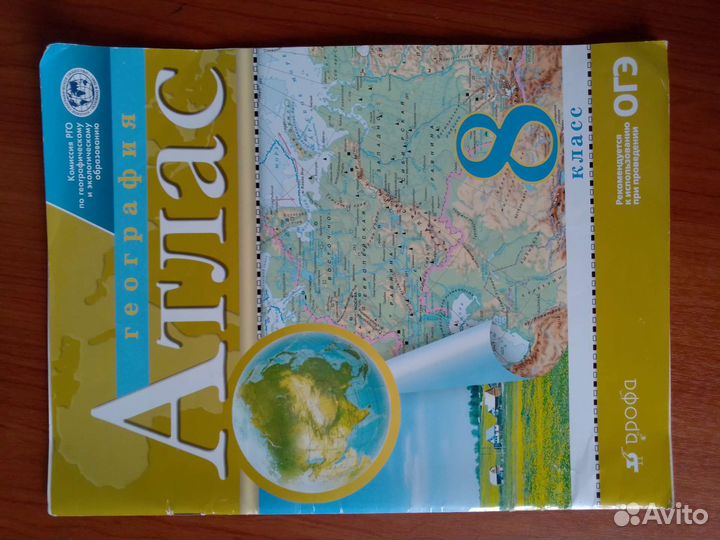 Комиссия РГО
по географическому
и экологическому
образованию
география
Атлас
8
класс
Рекомендуется
к использованию
при проведении
ОГЭ
дрофа
Avito